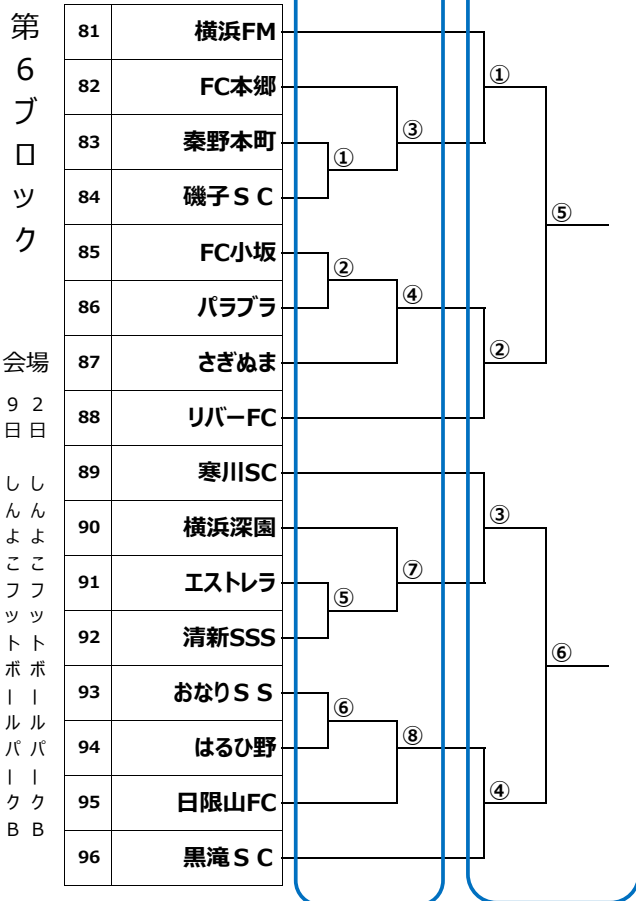 第6ブロック
会場
2日 しんよこフットボールパークB
9日 しんよこフットボールパークB
81 横浜FM
82 FC本郷
83 秦野本町
84 磯子ＳＣ
85 FC小坂
86 パラブラ
87 さぎぬま
88 リバーFC
89 寒川SC
90 横浜深園
91 エストレラ
92 清新SSS
93 おなりＳＳ
94 はるひ野
95 日限山FC
96 黒滝ＳＣ
①
②
⑤
⑥
③
④
⑦
⑧
①
②
③
④
⑤
⑥